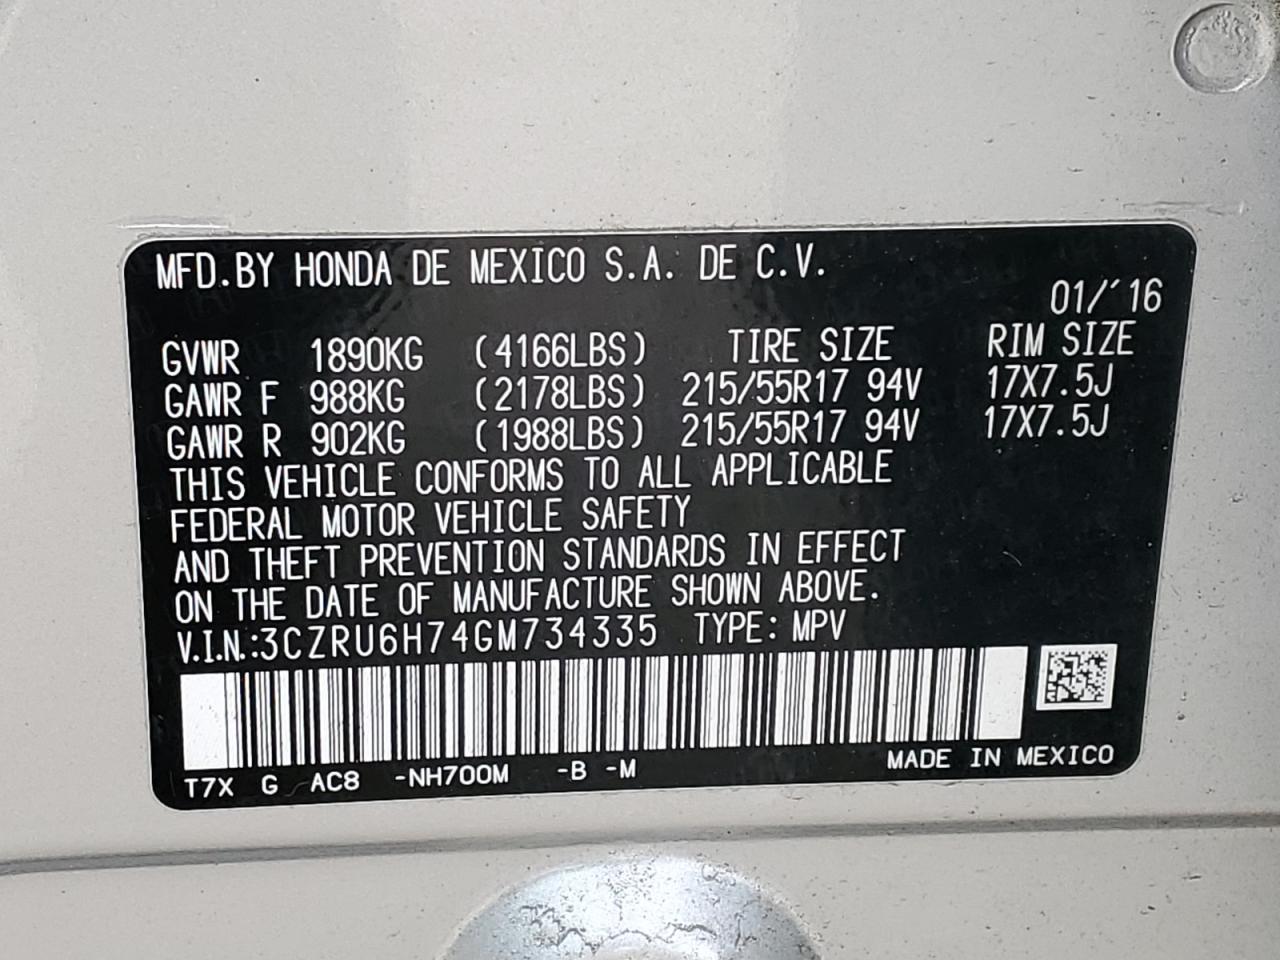 MFD.BY HONDA DE MEXICO S.A. DE C.V.
01/´16
GVWR 1890KG (4166LBS) TIRE SIZE RIM SIZE
GAWR F 988KG (2178LBS) 215/55R17 94V 17X7.5J
GAWR R 902KG (1988LBS) 215/55R17 94V 17X7.5J
THIS VEHICLE CONFORMS TO ALL APPLICABLE
FEDERAL MOTOR VEHICLE SAFETY
AND THEFT PREVENTION STANDARDS IN EFFECT
ON THE DATE OF MANUFACTURE SHOWN ABOVE.
V.I.N.:3CZRU6H74GM734335 TYPE: MPV
T7X G AC8 -NH700M -B -M MADE IN MEXICO